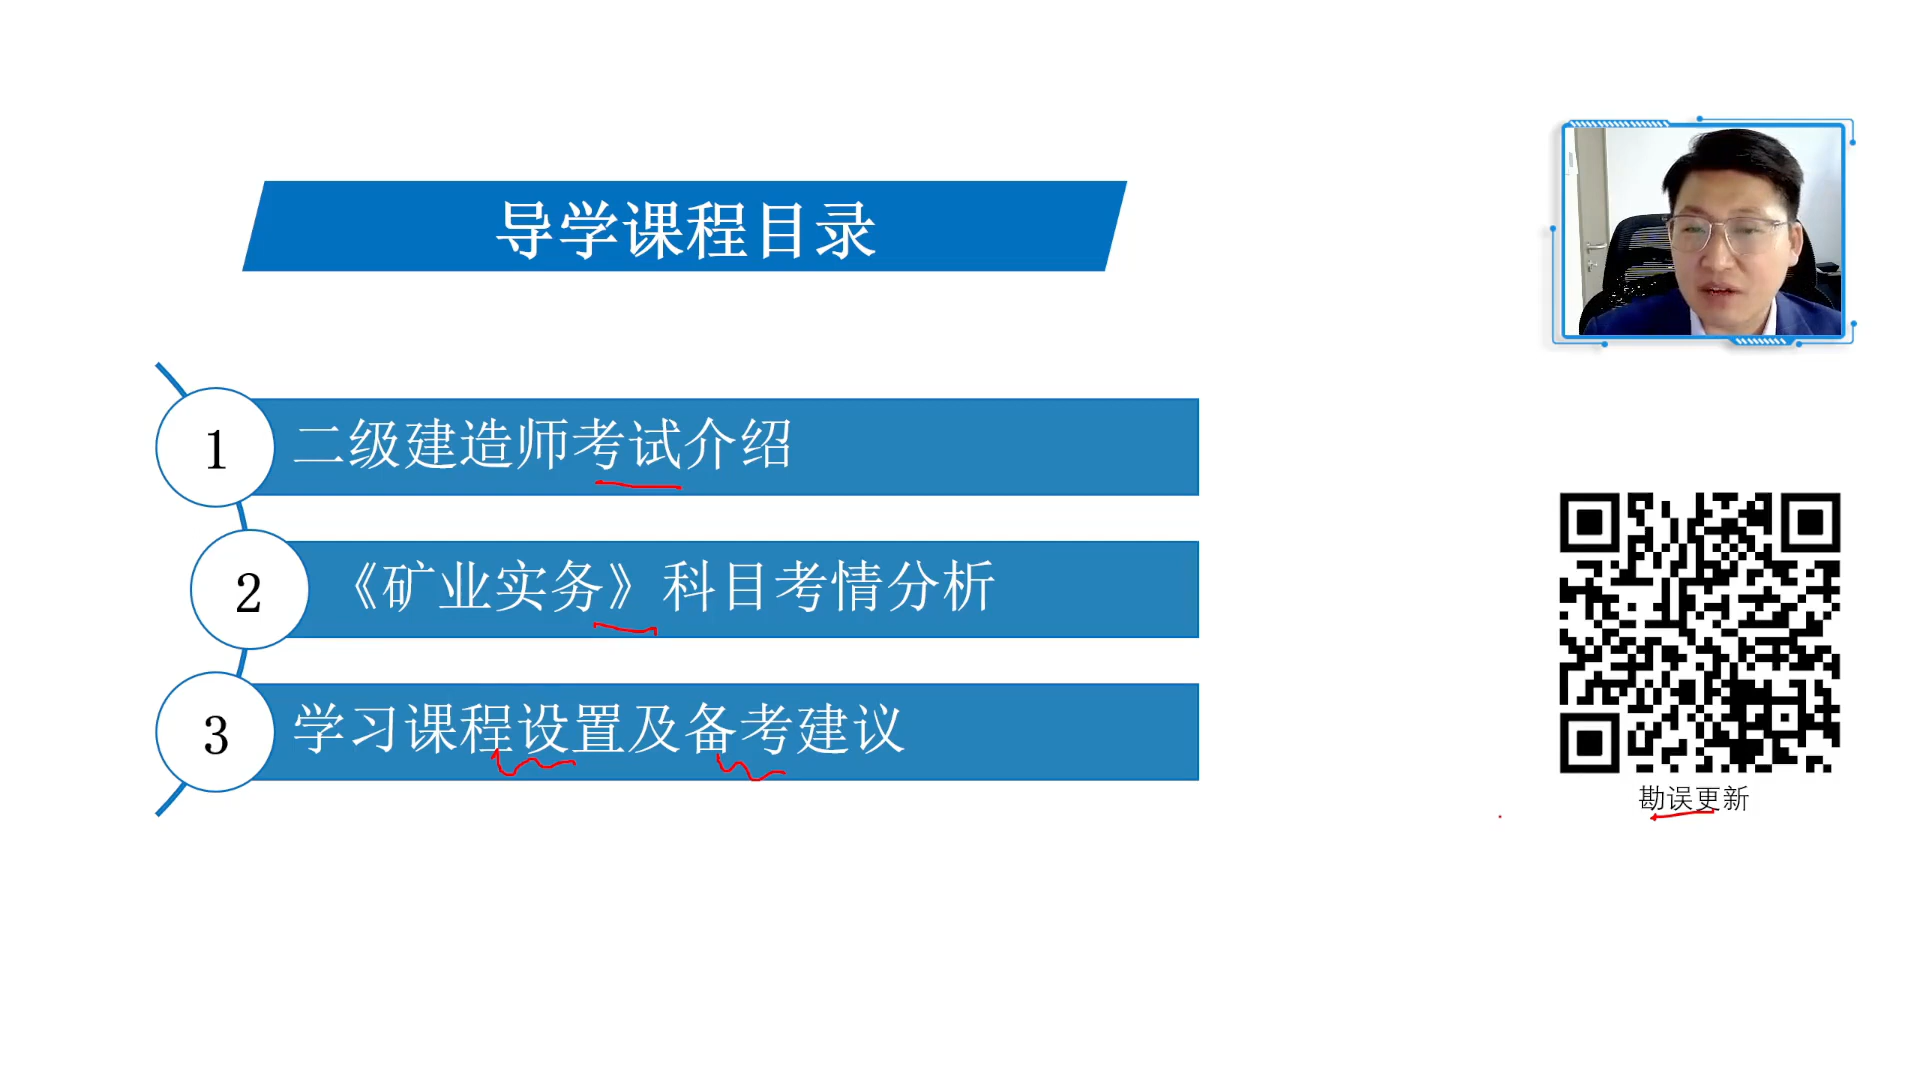 导学课程目录
1 二级建造师考试介绍
2 《矿业实务》科目考情分析
3 学习课程设置及备考建议
勘误更新